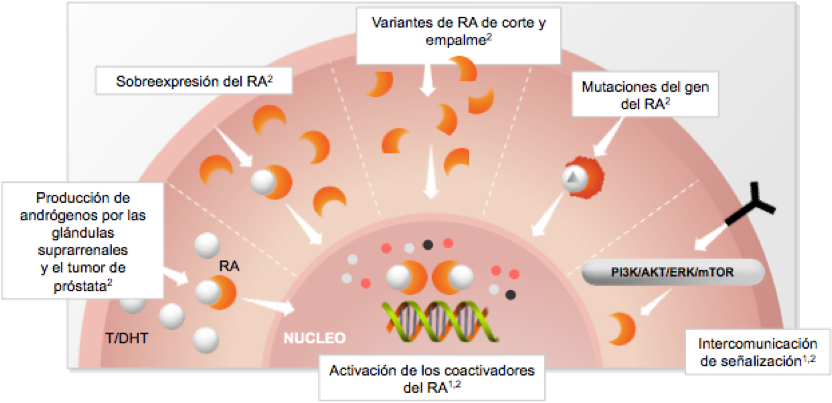 Variantes de RA de corte y
empalme²
Sobreexpresión del RA²
Mutaciones del gen
del RA²
Producción de
andrógenos por las
glándulas
suprarrenales
y el tumor de
próstata²
RA
T/DHT
NUCLEO
PI3K/AKT/ERK/mTOR
Intercomunicación
de señalización¹,²
Activación de los coactivadores
del RA¹,²